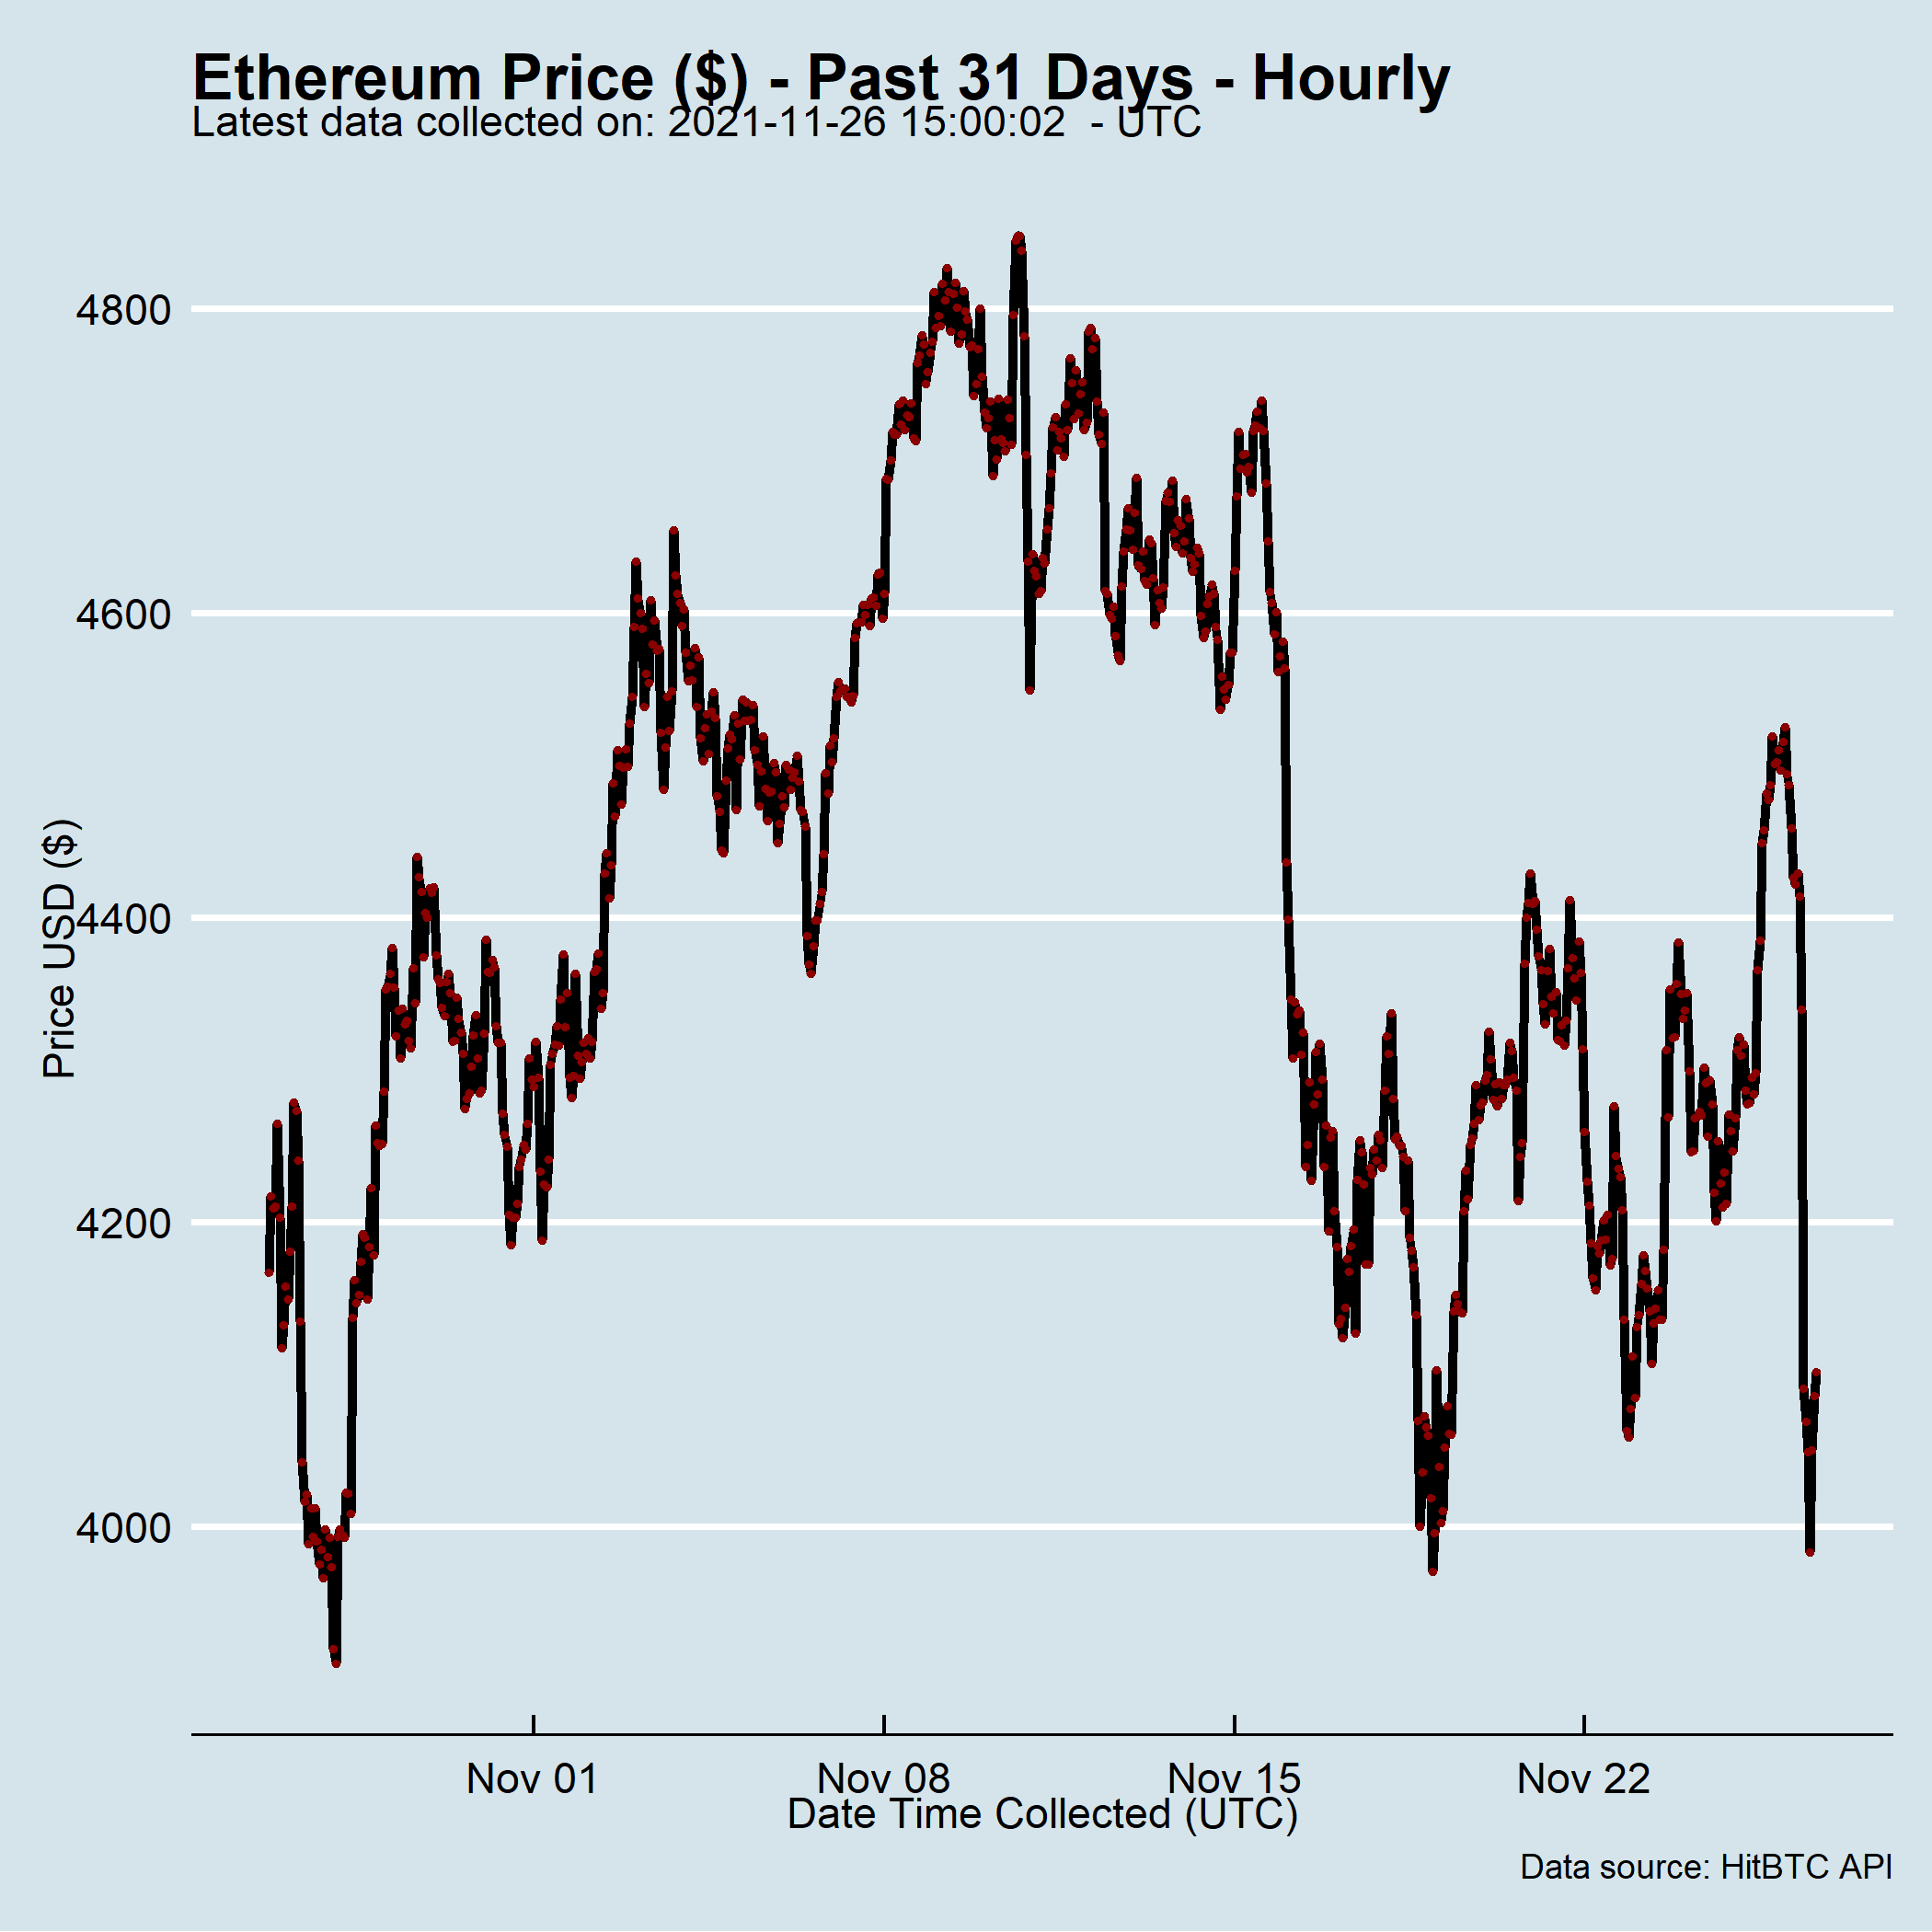 Ethereum Price ($) - Past 31 Days - Hourly
Latest data collected on: 2021-11-26 15:00:02  - UTC
Price USD ($)
4800
4600
4400
4200
4000
Nov 01 Nov 08 Nov 15 Nov 22
Date Time Collected (UTC)
Data source: HitBTC API